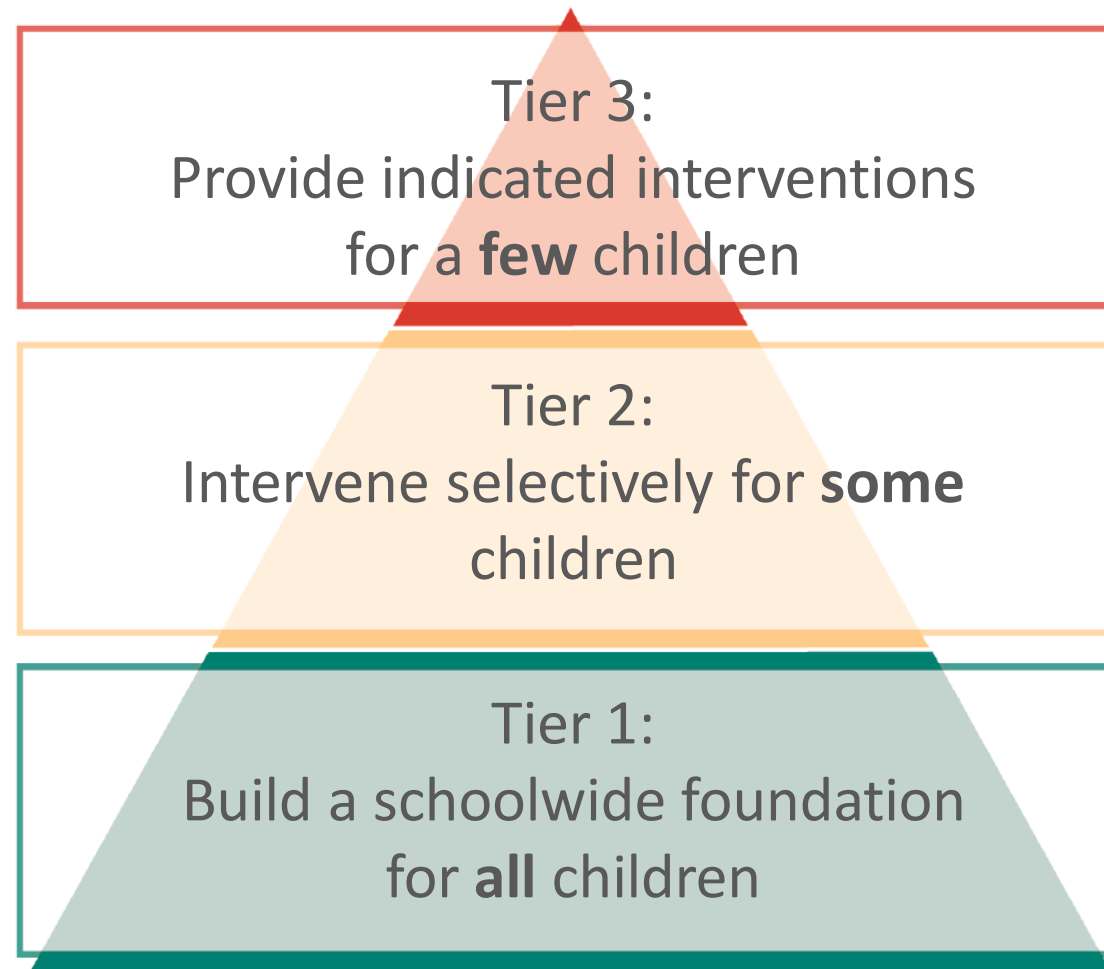 Tier 3:
Provide indicated interventions
for a few children
Tier 2:
Intervene selectively for some
children
Tier 1:
Build a schoolwide foundation
for all children